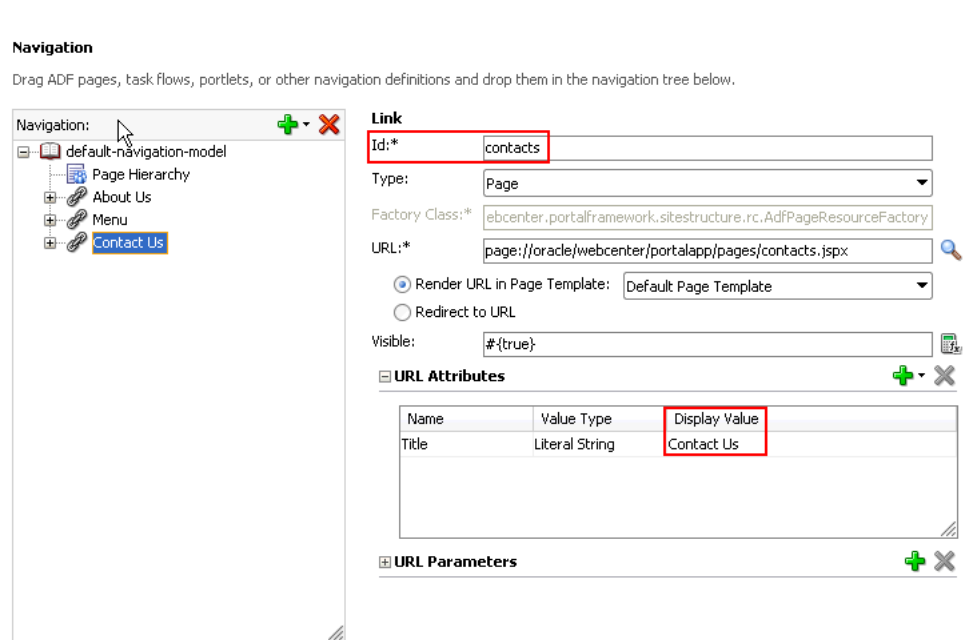 Navigation
Drag ADF pages, task flows, portlets, or other navigation definitions and drop them in the navigation tree below.
Navigation:
default-navigation-model
Page Hierarchy
About Us
Menu
Contact Us
Link
Id:* contacts
Type: Page
Factory Class:* ebcenter.portalframework.sitestructure.rc.AdfPageResourceFactory
URL:* page://oracle/webcenter/portalapp/pages/contacts.jspx
Render URL in Page Template: Default Page Template
Redirect to URL
Visible: #{true}
URL Attributes
Name Value Type Display Value
Title Literal String Contact Us
URL Parameters